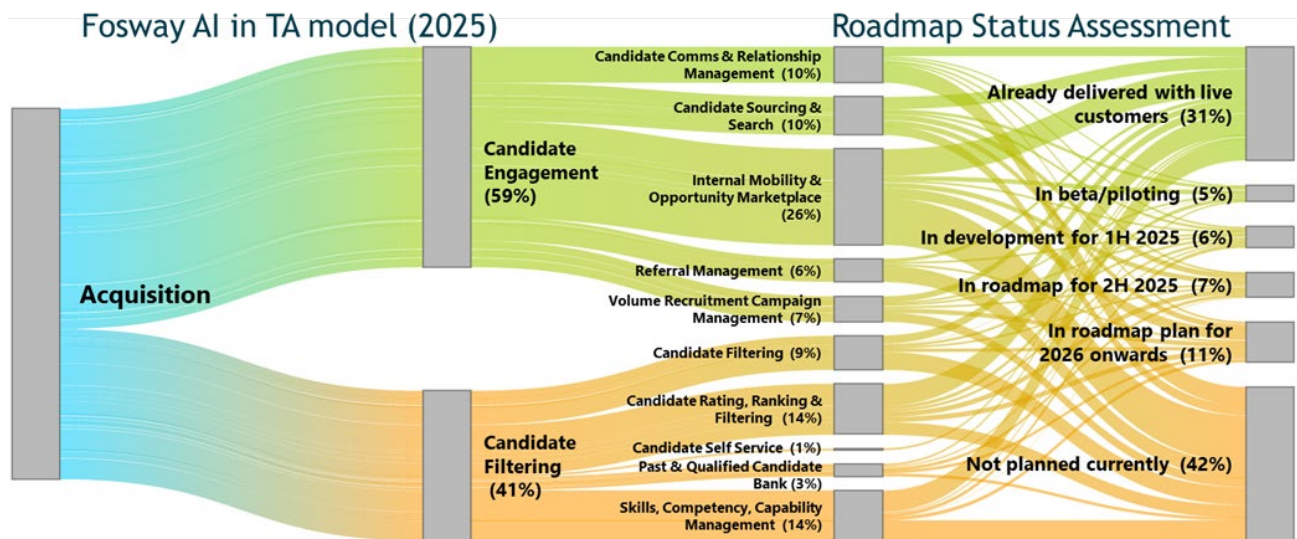 Fosway AI in TA model (2025)
Roadmap Status Assessment
Acquisition
Candidate
Engagement
(59%)
Candidate
Filtering
(41%)
Candidate Comms & Relationship
Management (10%)
Candidate Sourcing &
Search (10%)
Internal Mobility &
Opportunity Marketplace
(26%)
Referral Management (6%)
Volume Recruitment Campaign
Management (7%)
Candidate Filtering (9%)
Candidate Rating, Ranking &
Filtering (14%)
Candidate Self Service (1%)
Past & Qualified Candidate
Bank (3%)
Skills, Competency, Capability
Management (14%)
Already delivered with live
customers (31%)
In beta/piloting (5%)
In development for 1H 2025 (6%)
In roadmap for 2H 2025 (7%)
In roadmap plan for
2026 onwards (11%)
Not planned currently (42%)